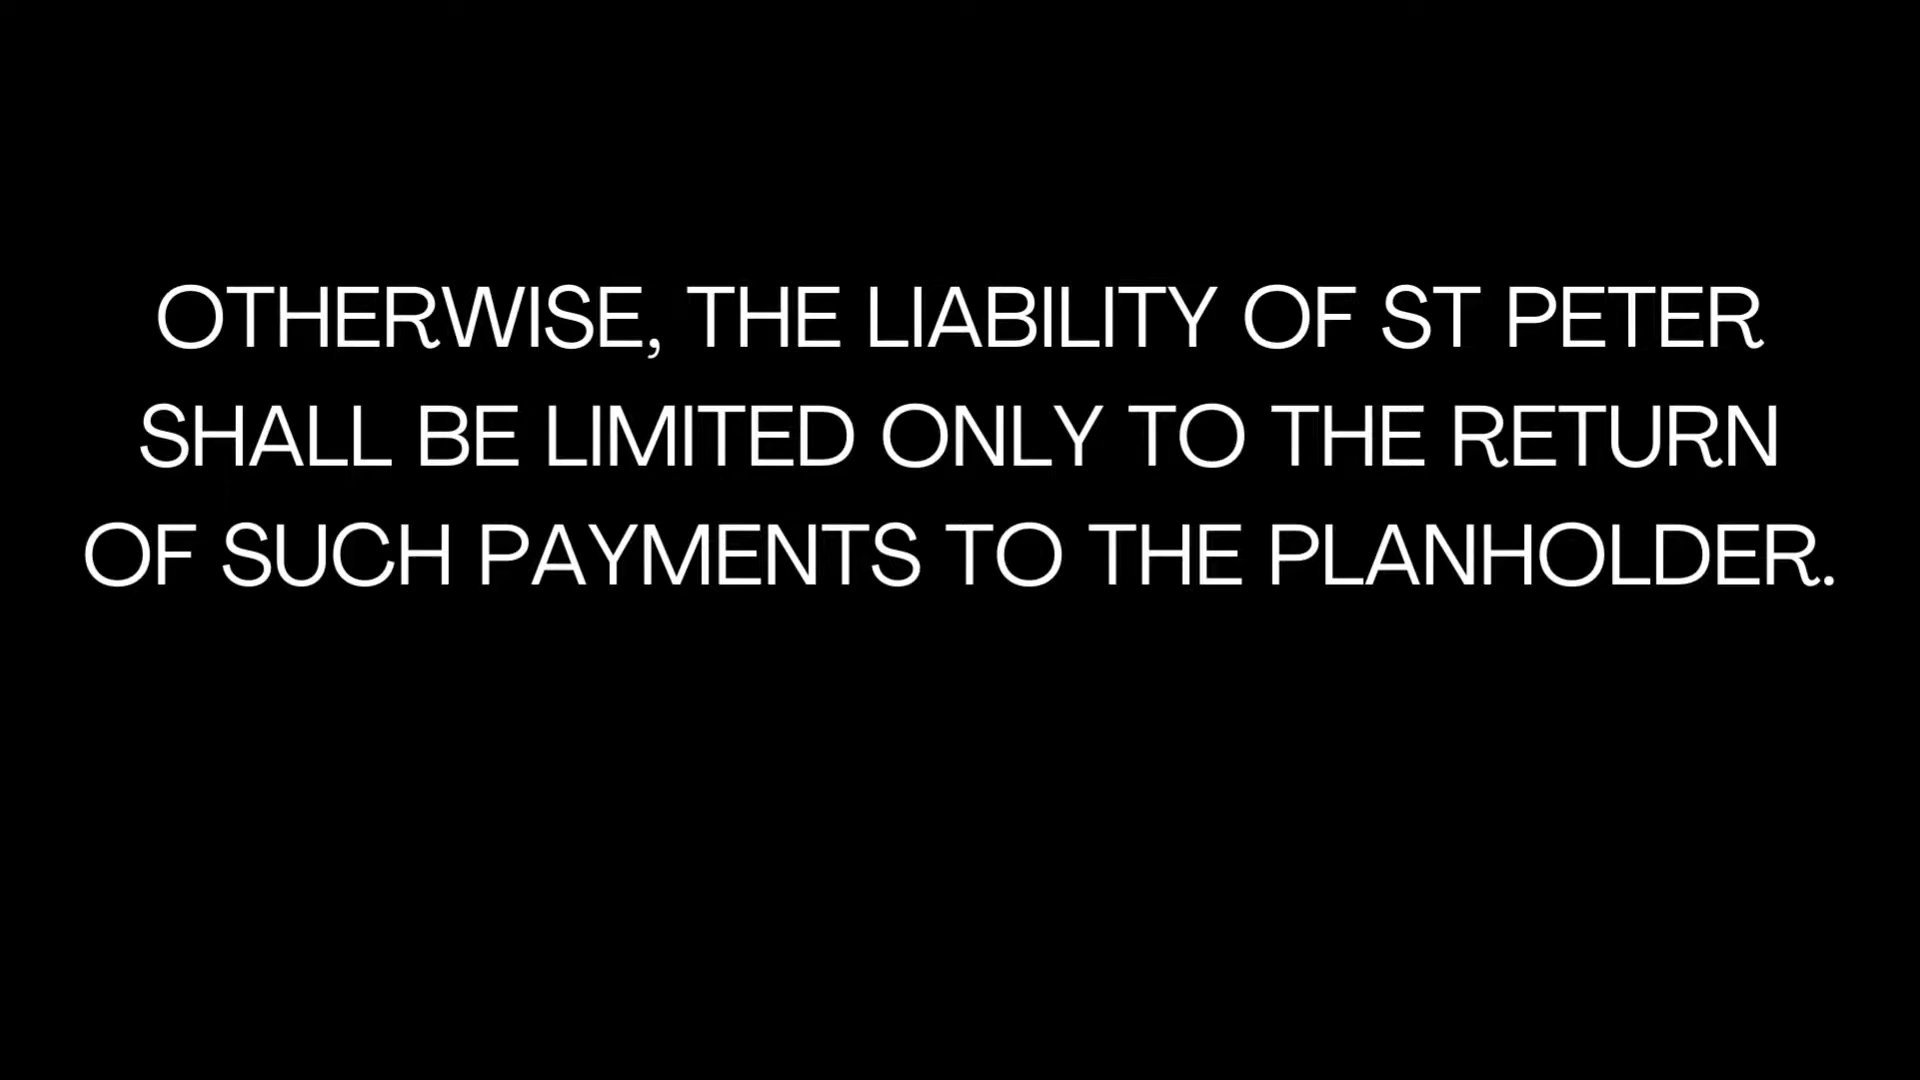 OTHERWISE, THE LIABILITY OF ST PETER
SHALL BE LIMITED ONLY TO THE RETURN
OF SUCH PAYMENTS TO THE PLANHOLDER.